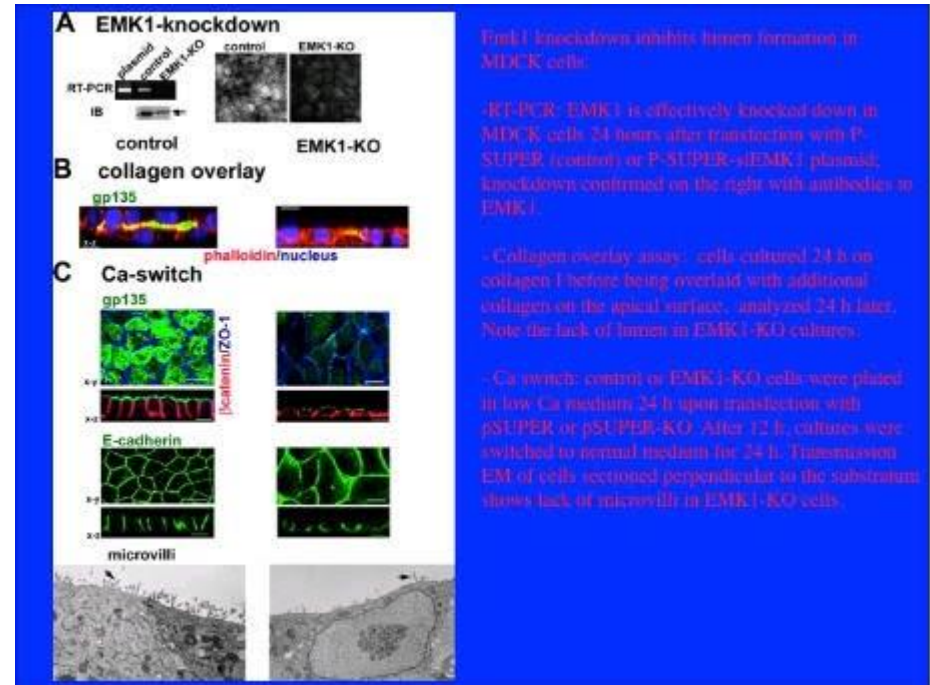 A EMK1-knockdown
plasmid
control
EMK1-KO
RT-PCR
IB
control EMK1-KO
control EMK1-KO
B collagen overlay
gp135
x-z
phalloidin/nucleus
C Ca-switch
gp135
βcatenin/ZO-1
x-y
x-z
E-cadherin
x-y
x-z
microvilli
Emk1 knockdown inhibits lumen formation in
MDCK cells.
-RT-PCR: EMK1 is effectively knocked down in
MDCK cells 24 hours after transfection with P-
SUPER (control) or P-SUPER-siEMK1 plasmid;
knockdown confirmed on the right with antibodies to
EMK1.
- Collagen overlay assay: cells cultured 24 h on
collagen I before being overlaid with additional
collagen on the apical surface, analyzed 24 h later.
Note the lack of lumen in EMK1-KO cultures.
- Ca switch: control or EMK1-KO cells were plated
in low Ca medium 24 h upon transfection with
pSUPER or pSUPER-KO. After 12 h, cultures were
switched to normal medium for 24 h. Transmission
EM of cells sectioned perpendicular to the substratum
shows lack of microvilli in EMK1-KO cells.